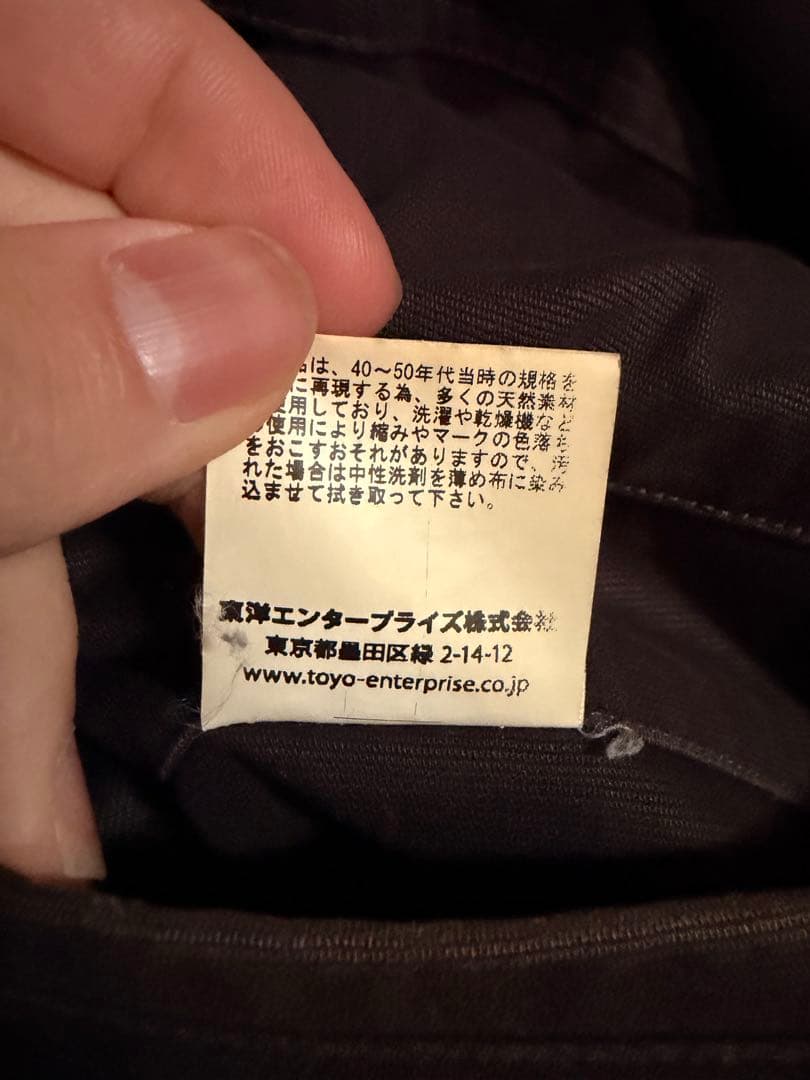 は、40～50年代当時の規格を
に再現する為、多くの天然素材
使用しており、洗濯や乾燥機など
使用により縮みやマークの色落ち
をおこすおそれがありますので、汚
れた場合は中性洗剤を薄め布に染み
込ませて拭き取って下さい。
東洋エンタープライズ株式会社
東京都墨田区緑 2-14-12
www.toyo-enterprise.co.jp